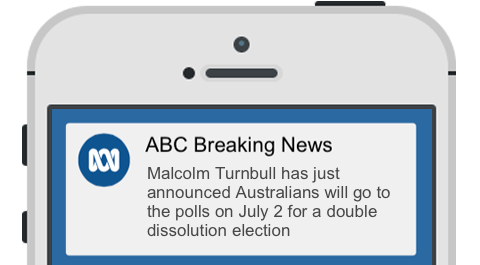 ABC Breaking News
Malcolm Turnbull has just
announced Australians will go to
the polls on July 2 for a double
dissolution election